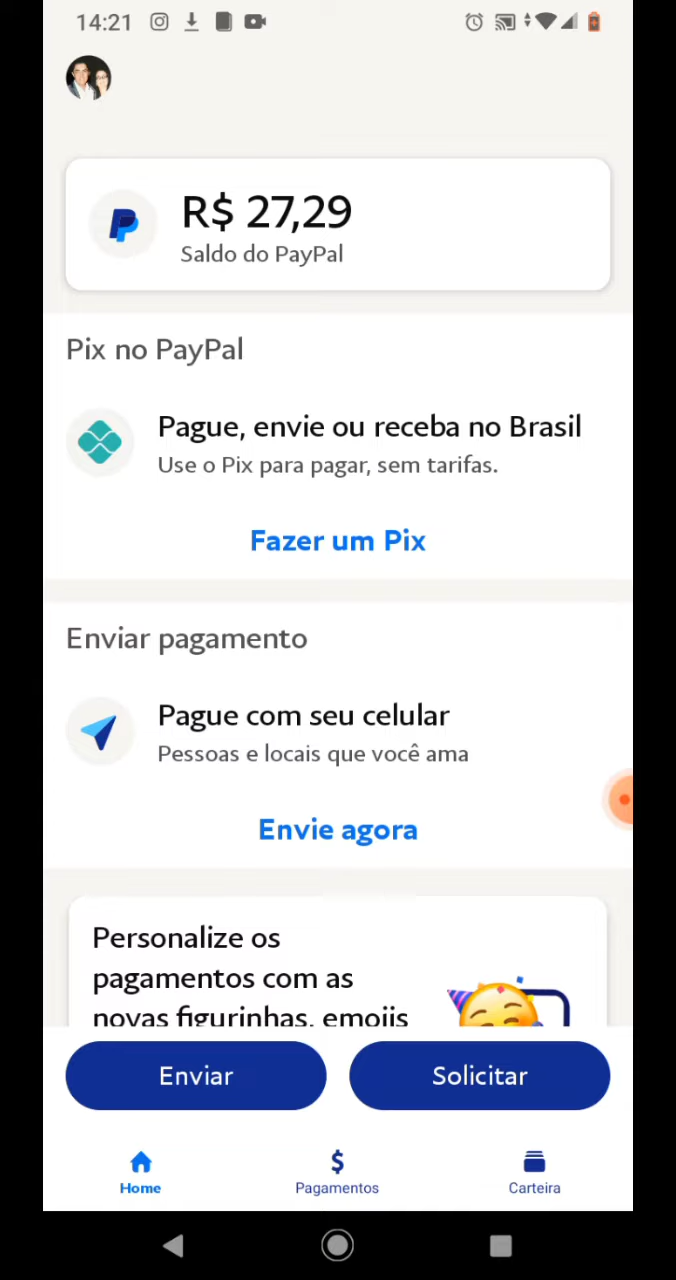 14:21
R$ 27,29
Saldo do PayPal
Pix no PayPal
Pague, envie ou receba no Brasil
Use o Pix para pagar, sem tarifas.
Fazer um Pix
Enviar pagamento
Pague com seu celular
Pessoas e locais que você ama
Envie agora
Personalize os
pagamentos com as
novas figurinhas, emojis
Enviar
Solicitar
Home
Pagamentos
Carteira